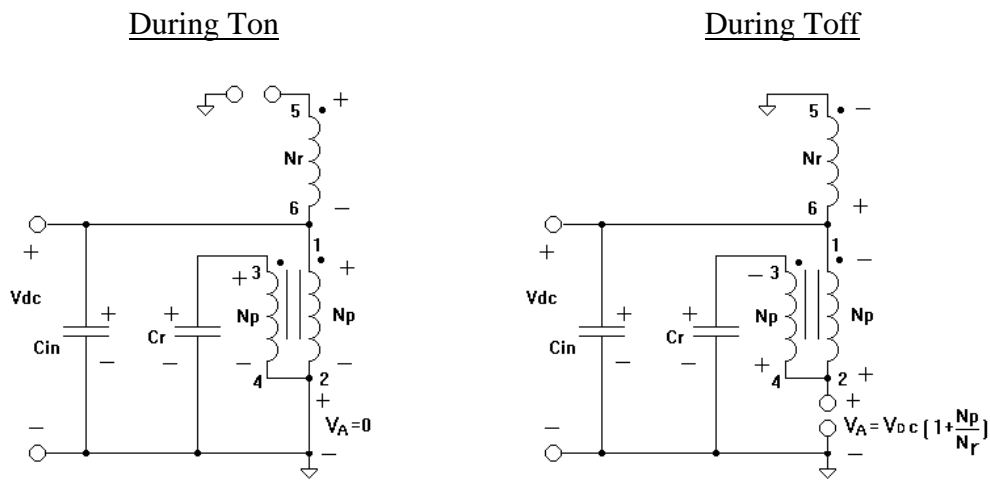 During Ton
During Toff
5
+
Nr
6
−
+
1
+
Vdc
Cin
+
−
Cr
+
−
+ 3
Np
− 4
Np
−
2
+
VA=0
−
−
5
−
Nr
6
+
+
1
−
Vdc
Cin
+
−
Cr
+
−
− 3
Np
+ 4
Np
2 +
+
VA = VDC [1+Np/Nr]
−
−